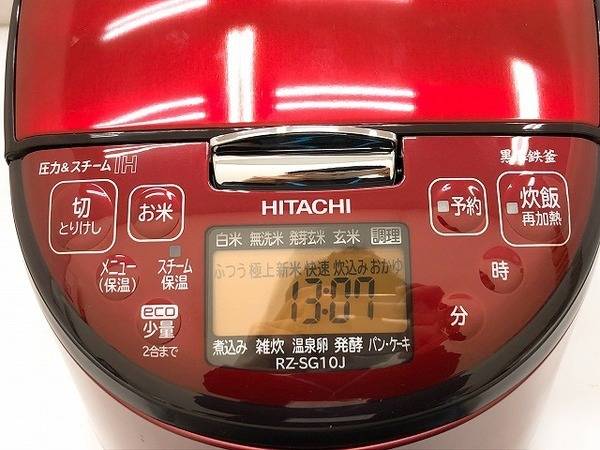 圧力&スチームIH
黒厚鉄釜
切
とりけし
お米
HITACHI
予約
炊飯
再加熱
白米 無洗米 発芽玄米 玄米 調理
メニュー
(保温)
スチーム
保温
ふつう 極上 新米 快速 炊込み おかゆ
13:07
時
分
eco
少量
2合まで
煮込み 雑炊 温泉卵 発酵 パン・ケーキ
RZ-SG10J